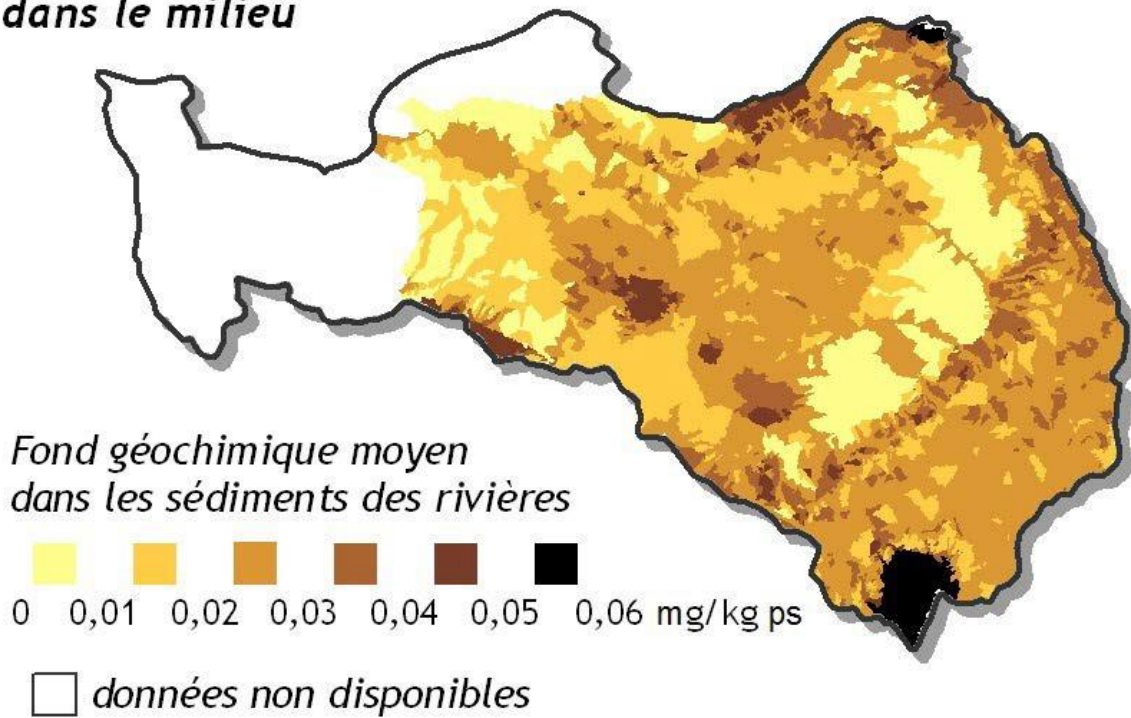 dans le milieu
Fond géochimique moyen
dans les sédiments des rivières
0 0,01 0,02 0,03 0,04 0,05 0,06 mg/kg ps
données non disponibles